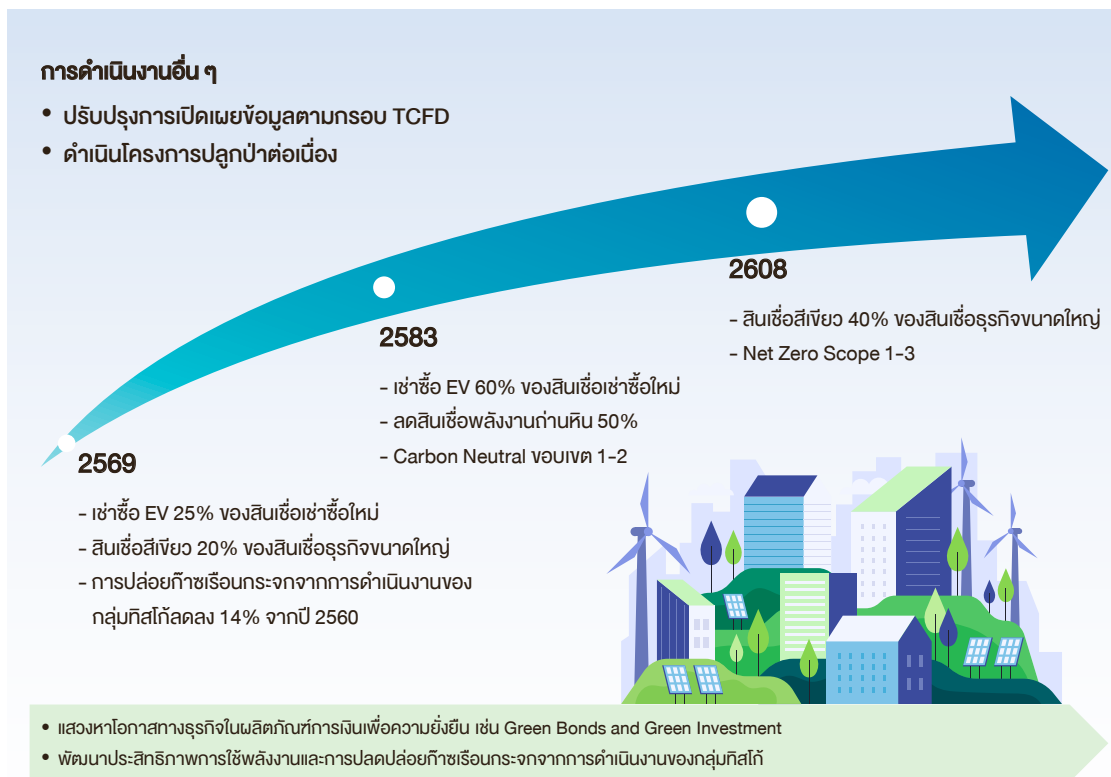 การดำเนินงานอื่น ๆ
• ปรับปรุงการเปิดเผยข้อมูลตามกรอบ TCFD
• ดำเนินโครงการปลูกป่าต่อเนื่อง
2569
- เช่าซื้อ EV 25% ของสินเชื่อเช่าซื้อใหม่
- สินเชื่อสีเขียว 20% ของสินเชื่อธุรกิจขนาดใหญ่
- การปล่อยก๊าซเรือนกระจกจากการดำเนินงานของ
กลุ่มทิสโก้ลดลง 14% จากปี 2560
2583
- เช่าซื้อ EV 60% ของสินเชื่อเช่าซื้อใหม่
- ลดสินเชื่อพลังงานถ่านหิน 50%
- Carbon Neutral ขอบเขต 1-2
2608
- สินเชื่อสีเขียว 40% ของสินเชื่อธุรกิจขนาดใหญ่
- Net Zero Scope 1-3
• แสวงหาโอกาสทางธุรกิจในผลิตภัณฑ์การเงินเพื่อความยั่งยืน เช่น Green Bonds and Green Investment
• พัฒนาประสิทธิภาพการใช้พลังงานและการปลดปล่อยก๊าซเรือนกระจกจากการดำเนินงานของกลุ่มทิสโก้